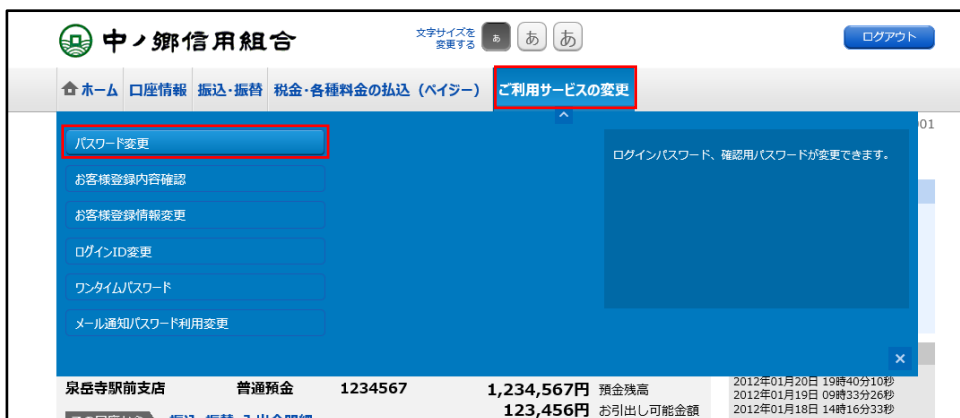 中ノ郷信用組合
文字サイズを
変更する
あ あ あ
ログアウト
ホーム 口座情報 振込・振替 税金・各種料金の払込（ペイジー） ご利用サービスの変更
001
パスワード変更
ログインパスワード、確認用パスワードが変更できます。
お客様登録内容確認
お客様登録情報変更
ログインID変更
ワンタイムパスワード
メール通知パスワード利用変更
×
泉岳寺駅前支店 普通預金 1234567 1,234,567円 預金残高
123,456円 お引出し可能金額
2012年01月20日 19時40分10秒
2012年01月19日 09時33分26秒
2012年01月18日 14時16分33秒